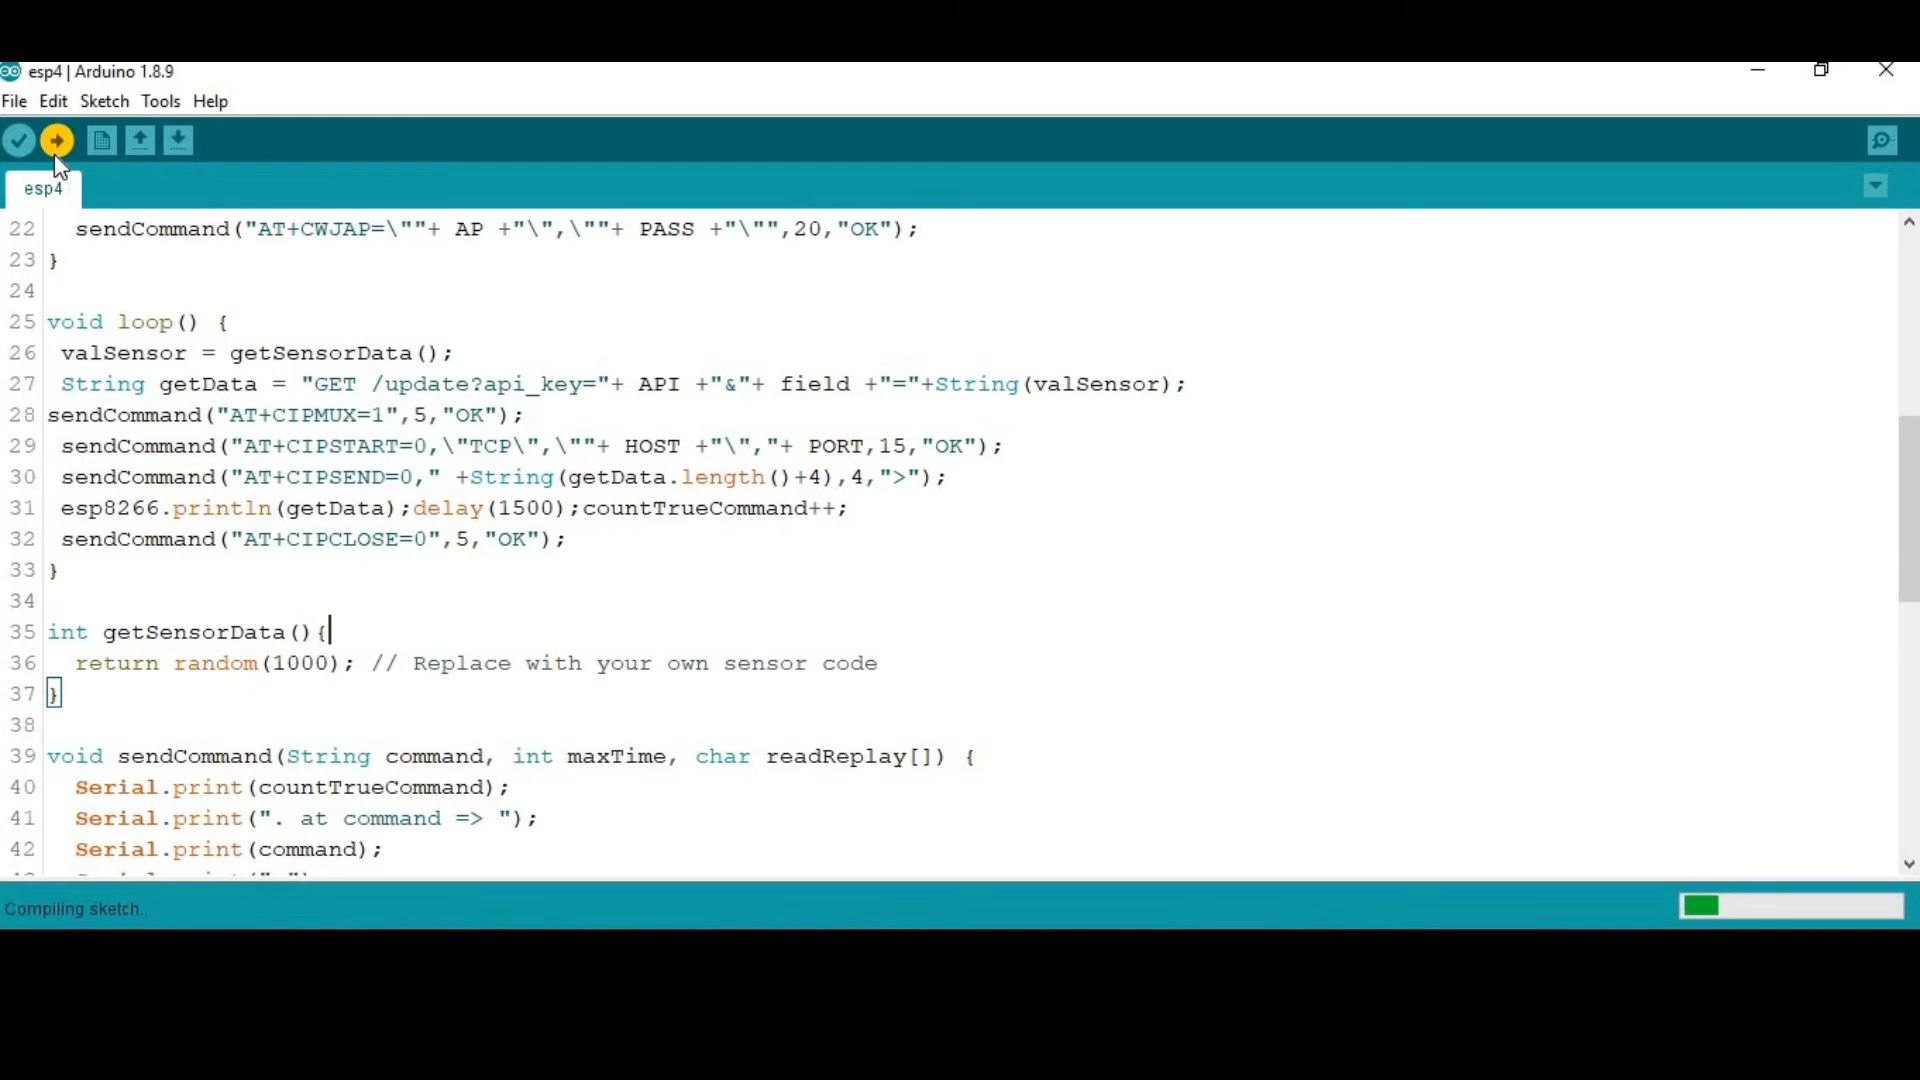 esp4 | Arduino 1.8.9
File Edit Sketch Tools Help
esp4
22 sendCommand("AT+CWJAP=\""+ AP +"\",\""+ PASS +"\"",20,"OK");
23 }
24
25 void loop() {
26 valSensor = getSensorData();
27 String getData = "GET /update?api_key="+ API +"&"+ field +"="+String(valSensor);
28 sendCommand("AT+CIPMUX=1",5,"OK");
29 sendCommand("AT+CIPSTART=0,\"TCP\",\""+ HOST +"\","+ PORT,15,"OK");
30 sendCommand("AT+CIPSEND=0," +String(getData.length()+4),4,">");
31 esp8266.println(getData);delay(1500);countTrueCommand++;
32 sendCommand("AT+CIPCLOSE=0",5,"OK");
33 }
34
35 int getSensorData(){
36 return random(1000); // Replace with your own sensor code
37 }
38
39 void sendCommand(String command, int maxTime, char readReplay[]) {
40 Serial.print(countTrueCommand);
41 Serial.print(". at command => ");
42 Serial.print(command);
Compiling sketch..